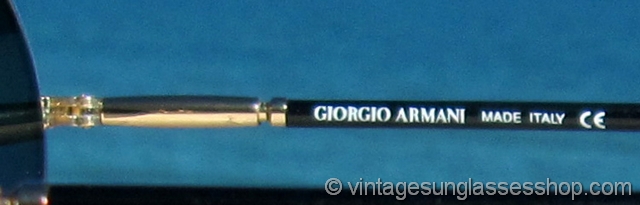 GIORGIO ARMANI MADE ITALY CE
© vintagesunglassesshop.com